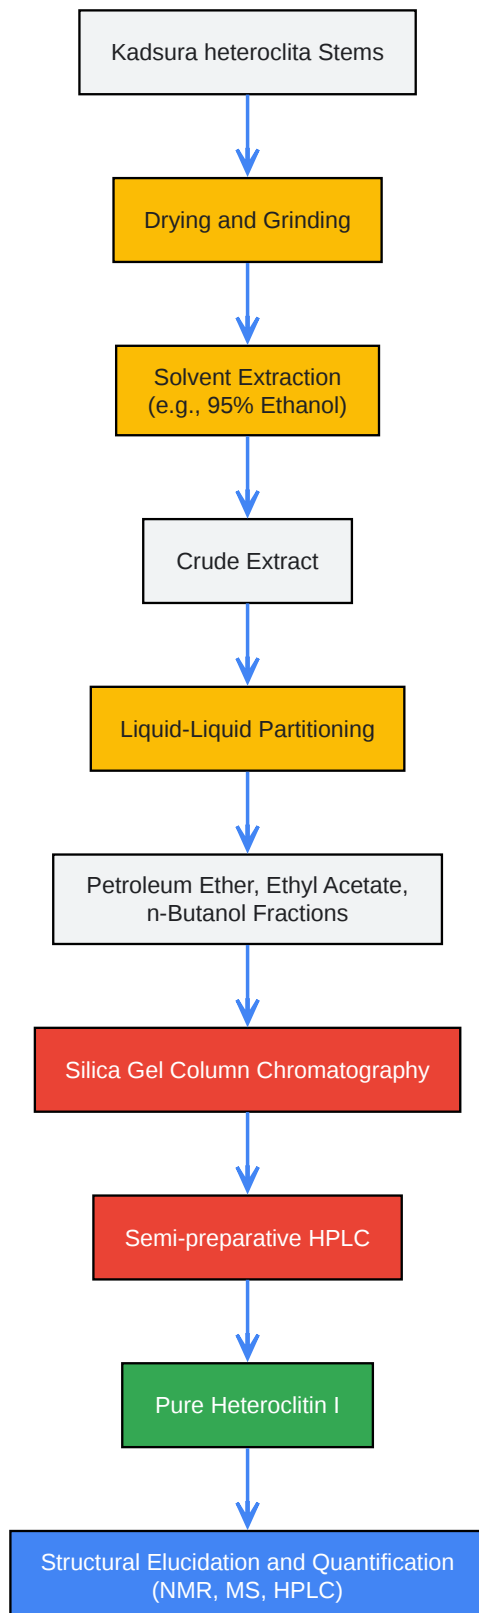 Kadsura heteroclita Stems
Drying and Grinding
Solvent Extraction
(e.g., 95% Ethanol)
Crude Extract
Liquid-Liquid Partitioning
Petroleum Ether, Ethyl Acetate,
n-Butanol Fractions
Silica Gel Column Chromatography
Semi-preparative HPLC
Pure Heteroclitin I
Structural Elucidation and Quantification
(NMR, MS, HPLC)